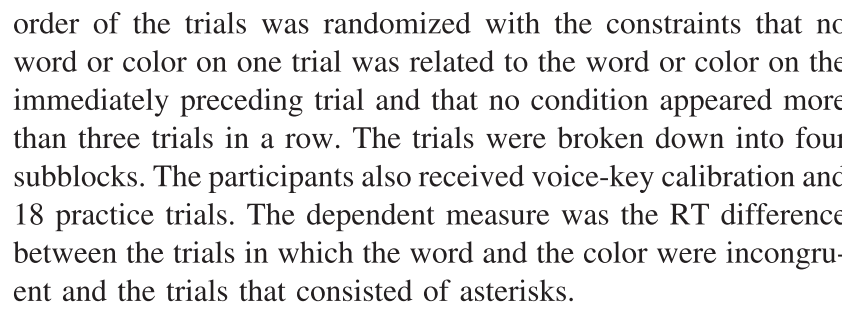 order of the trials was randomized with the constraints that no
word or color on one trial was related to the word or color on the
immediately preceding trial and that no condition appeared more
than three trials in a row. The trials were broken down into four
subblocks. The participants also received voice-key calibration and
18 practice trials. The dependent measure was the RT difference
between the trials in which the word and the color were incongru-
ent and the trials that consisted of asterisks.